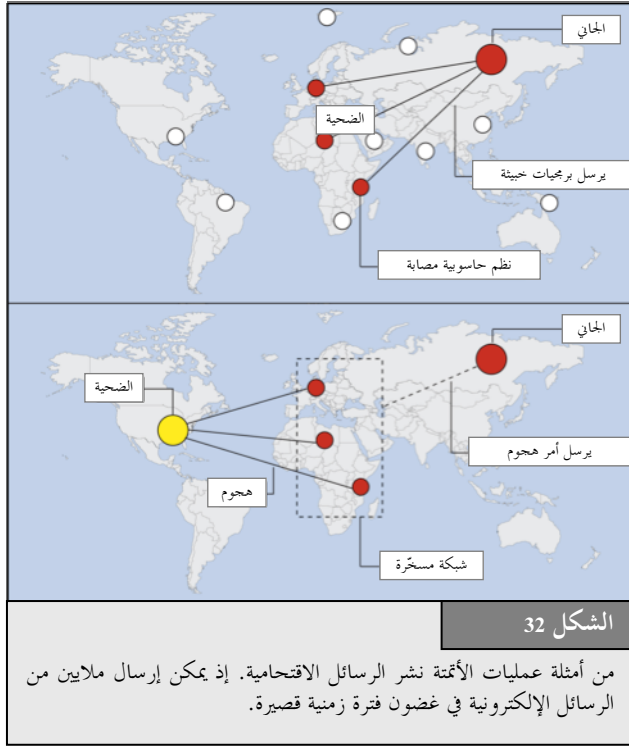 الجاني
الضحية
يرسل برمجيات خبيثة
نظم حاسوبية مصابة
الجاني
الضحية
يرسل أمر هجوم
هجوم
شبكة مسخّرة
الشكل 32
من أمثلة عمليات الأتمتة نشر الرسائل الاقتحامية. إذ يمكن إرسال ملايين من
الرسائل الإلكترونية في غضون فترة زمنية قصيرة.